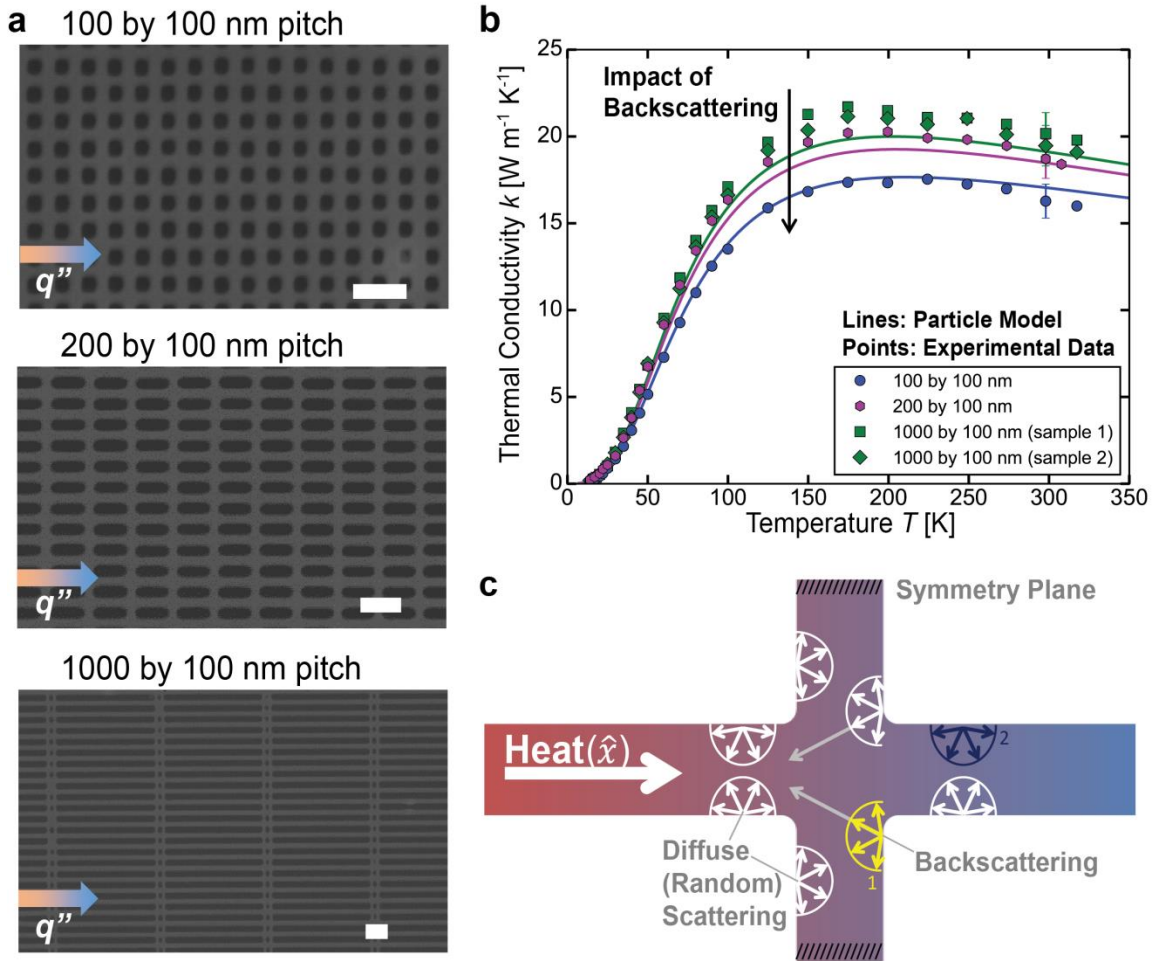 a
100 by 100 nm pitch
q”
200 by 100 nm pitch
q”
1000 by 100 nm pitch
q”
b
25
20
15
10
5
0
Thermal Conductivity k [W m⁻¹ K⁻¹]
Impact of
Backscattering
Lines: Particle Model
Points: Experimental Data
100 by 100 nm
200 by 100 nm
1000 by 100 nm (sample 1)
1000 by 100 nm (sample 2)
0 50 100 150 200 250 300 350
Temperature T [K]
c
Symmetry Plane
Heat(x̂)
2
Diffuse
(Random)
Scattering
1
Backscattering